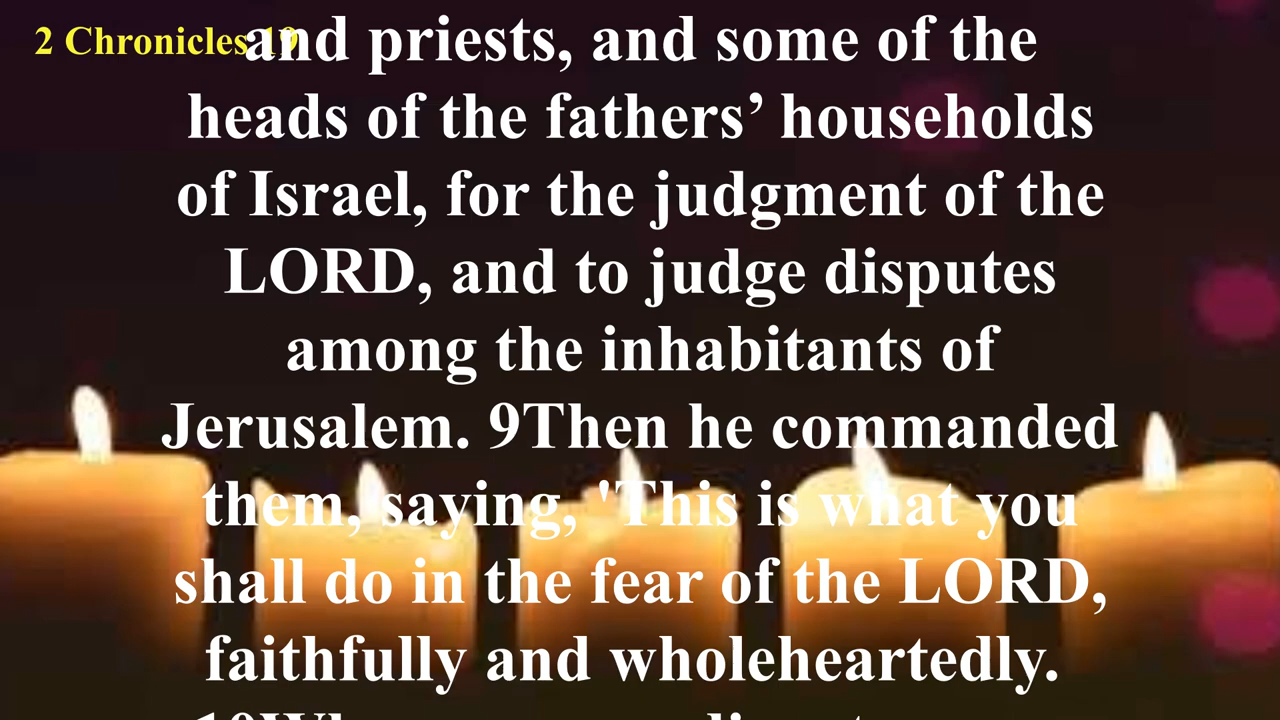 2 Chronicles 19
and priests, and some of the
heads of the fathers’ households
of Israel, for the judgment of the
LORD, and to judge disputes
among the inhabitants of
Jerusalem. 9Then he commanded
them, saying, 'This is what you
shall do in the fear of the LORD,
faithfully and wholeheartedly.